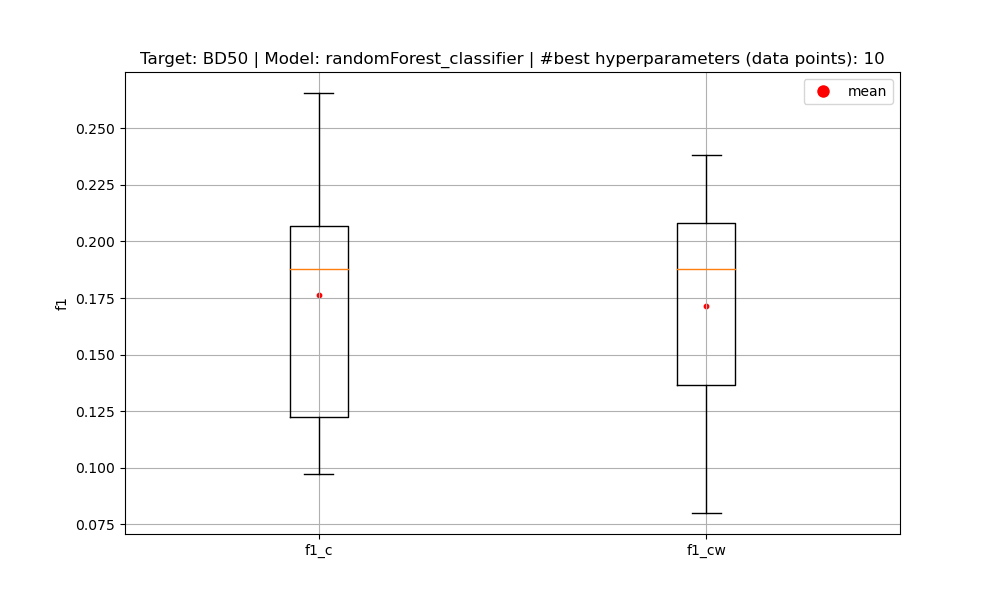 Target: BD50 | Model: randomForest_classifier | #best hyperparameters (data points): 10
mean
0.250
0.225
0.200
0.175
0.150
0.125
0.100
0.075
f1
f1_c
f1_cw